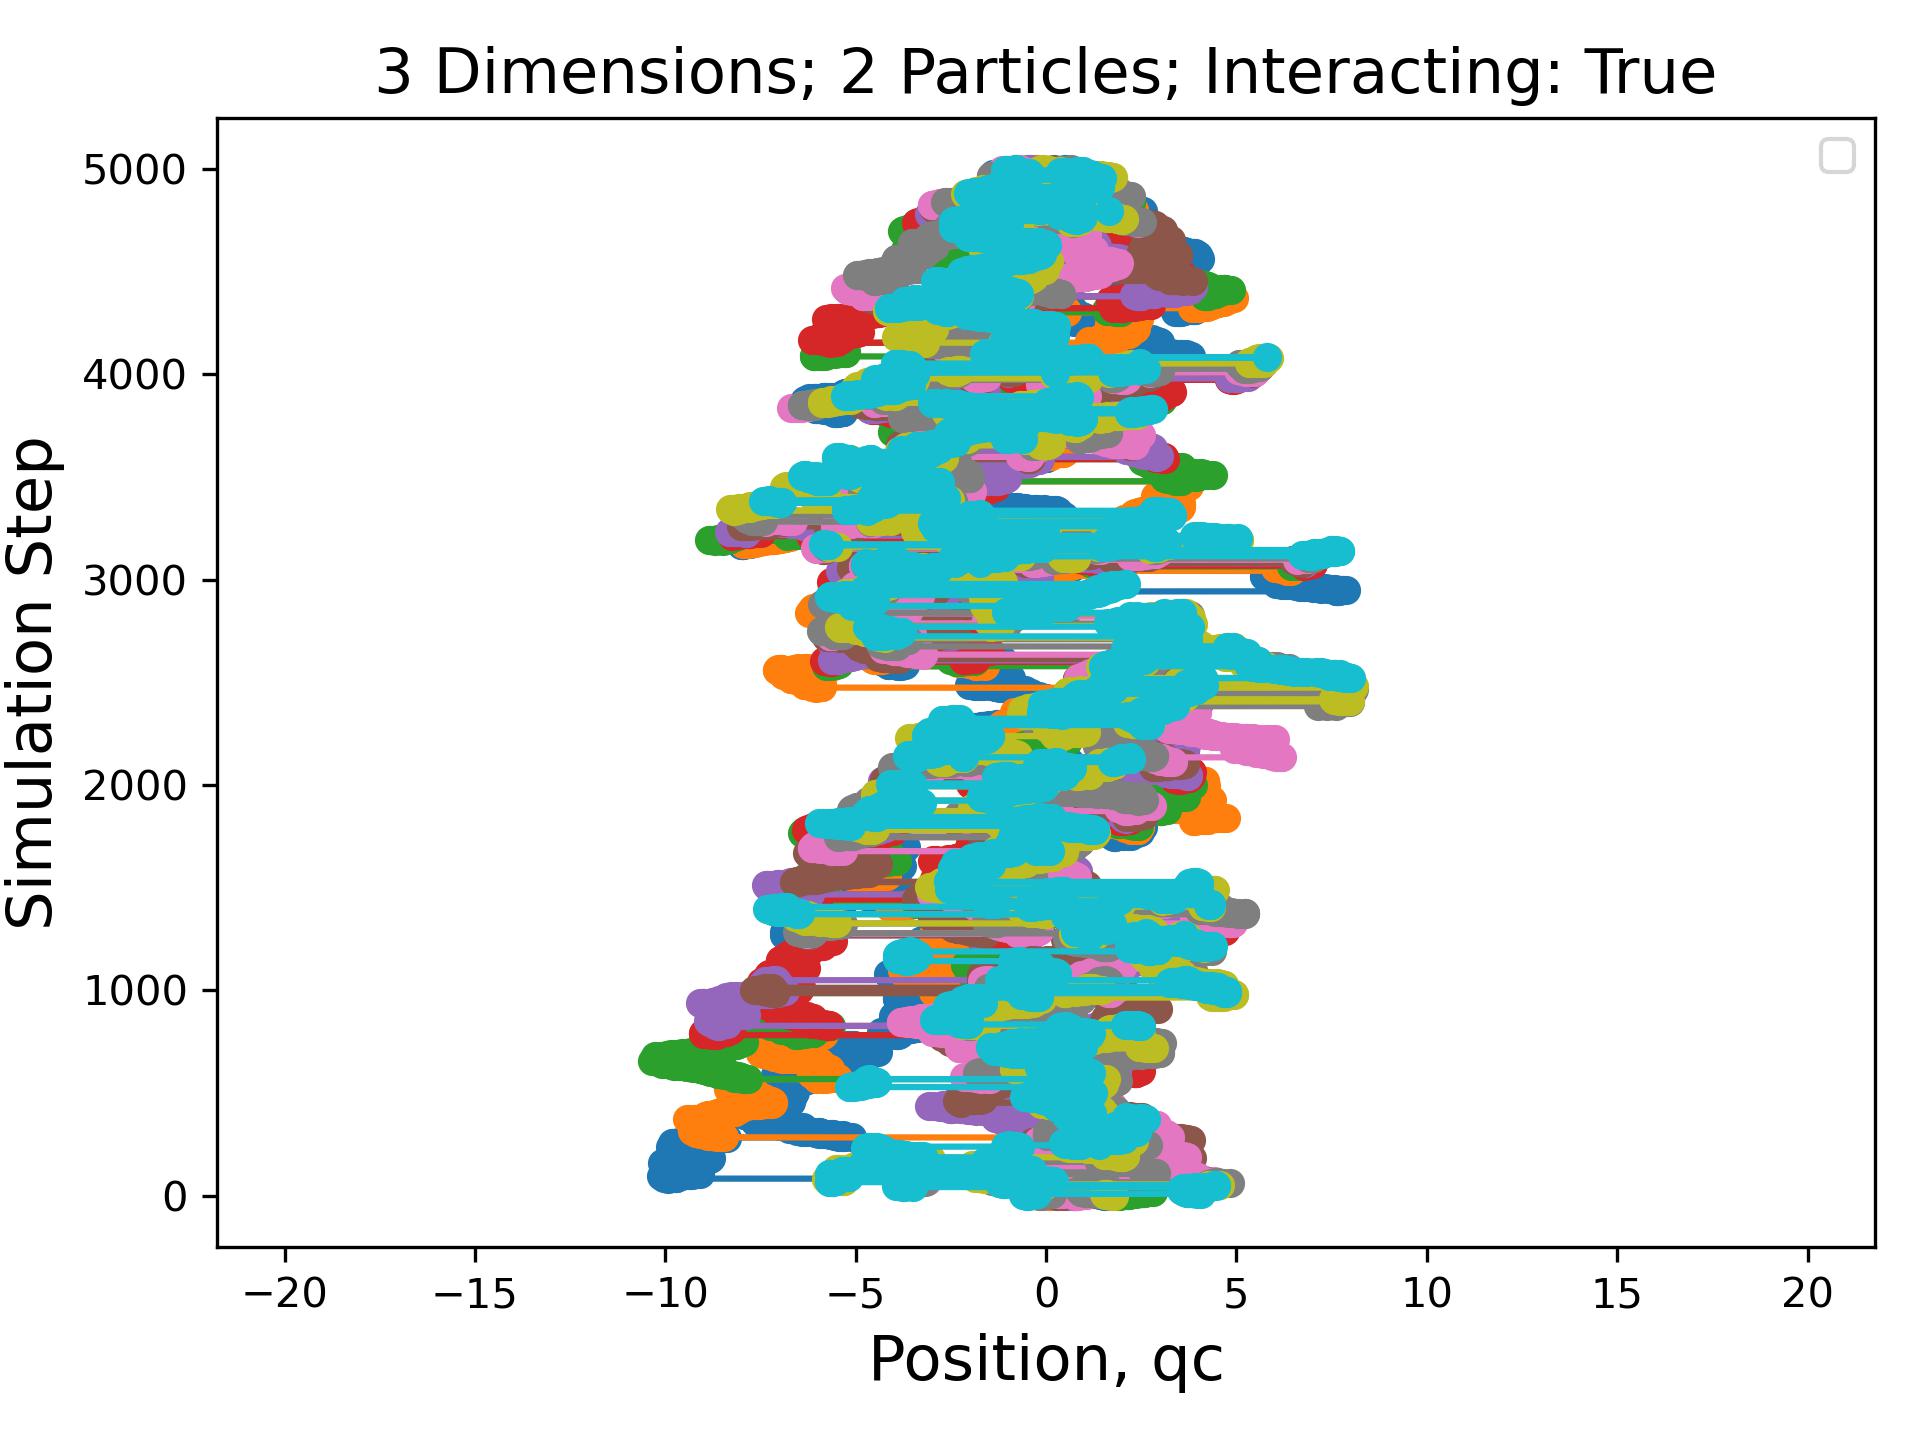 3 Dimensions; 2 Particles; Interacting: True
5000
4000
3000
2000
1000
0
Simulation Step
−20 −15 −10 −5 0 5 10 15 20
Position, qc